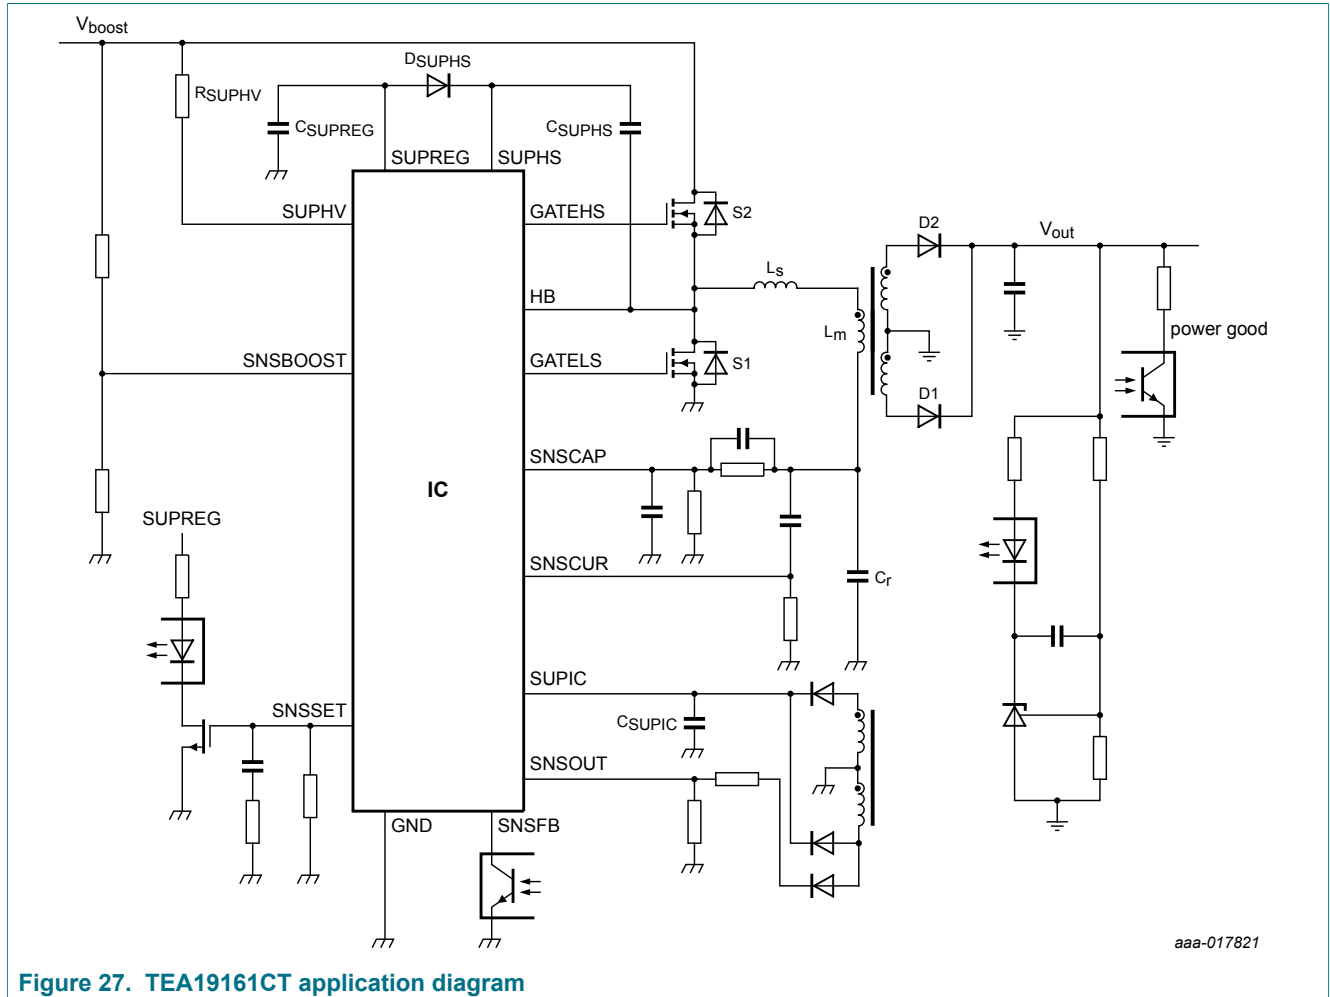 Vboost
DSUPHS
RSUPHV
CSUPREG
CSUPHS
SUPREG
SUPHS
SUPHV
GATEHS
S2
D2
Vout
Ls
HB
Lm
power good
SNSBOOST
GATELS
S1
D1
SNSCAP
IC
SUPREG
SNSCUR
Cr
SUPIC
SNSSET
CSUPIC
SNSOUT
GND
SNSFB
aaa-017821
Figure 27. TEA19161CT application diagram